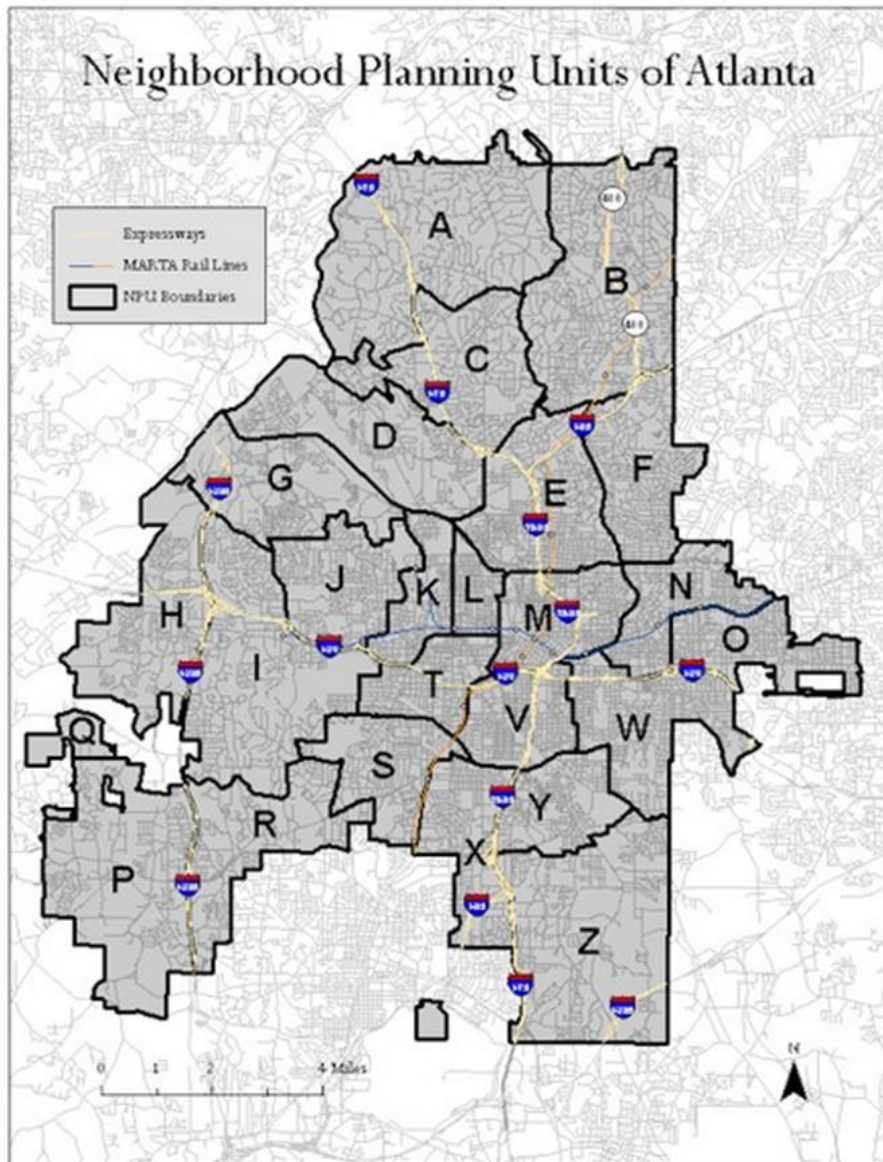 Neighborhood Planning Units of Atlanta
Expressways
MARTA Rail Lines
NPU Boundaries
A
B
C
D
E
F
G
H
I
J
K
L
M
N
O
P
Q
R
S
T
V
W
X
Y
Z
0 1 2 4 Miles
N